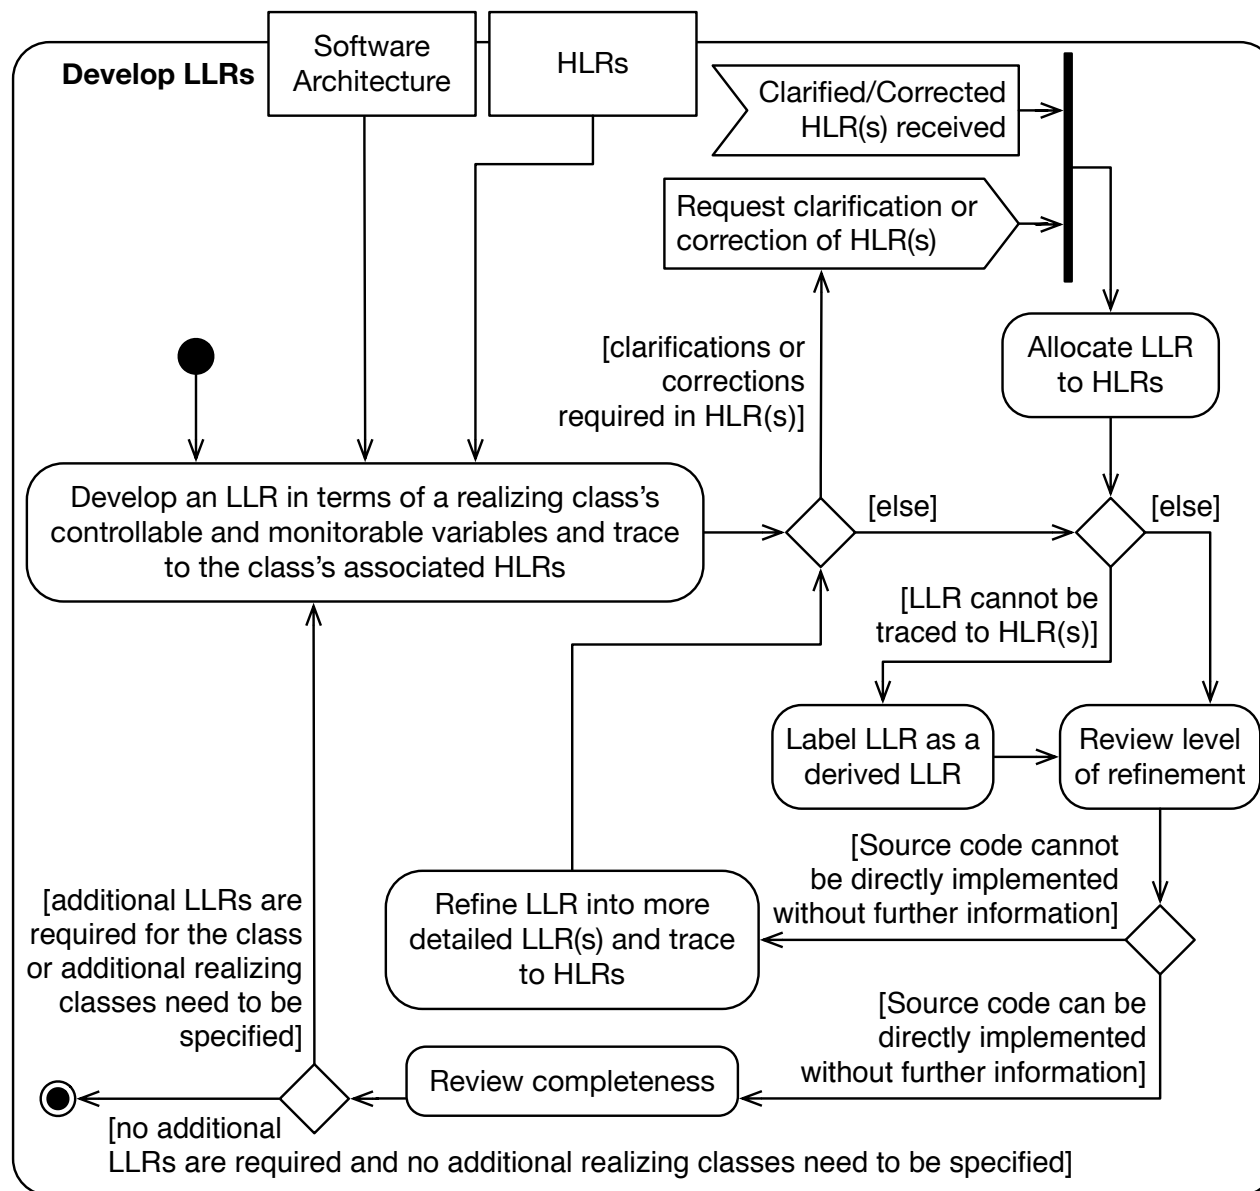 Develop LLRs
Software
Architecture
HLRs
Clarified/Corrected
HLR(s) received
Request clarification or
correction of HLR(s)
[clarifications or
corrections
required in HLR(s)]
Allocate LLR
to HLRs
Develop an LLR in terms of a realizing class’s
controllable and monitorable variables and trace
to the class’s associated HLRs
[else]
[else]
[LLR cannot be
traced to HLR(s)]
Label LLR as a
derived LLR
Review level
of refinement
[Source code cannot
be directly implemented
without further information]
Refine LLR into more
detailed LLR(s) and trace
to HLRs
[additional LLRs are
required for the class
or additional realizing
classes need to be
specified]
[Source code can be
directly implemented
without further information]
Review completeness
[no additional
LLRs are required and no additional realizing classes need to be specified]